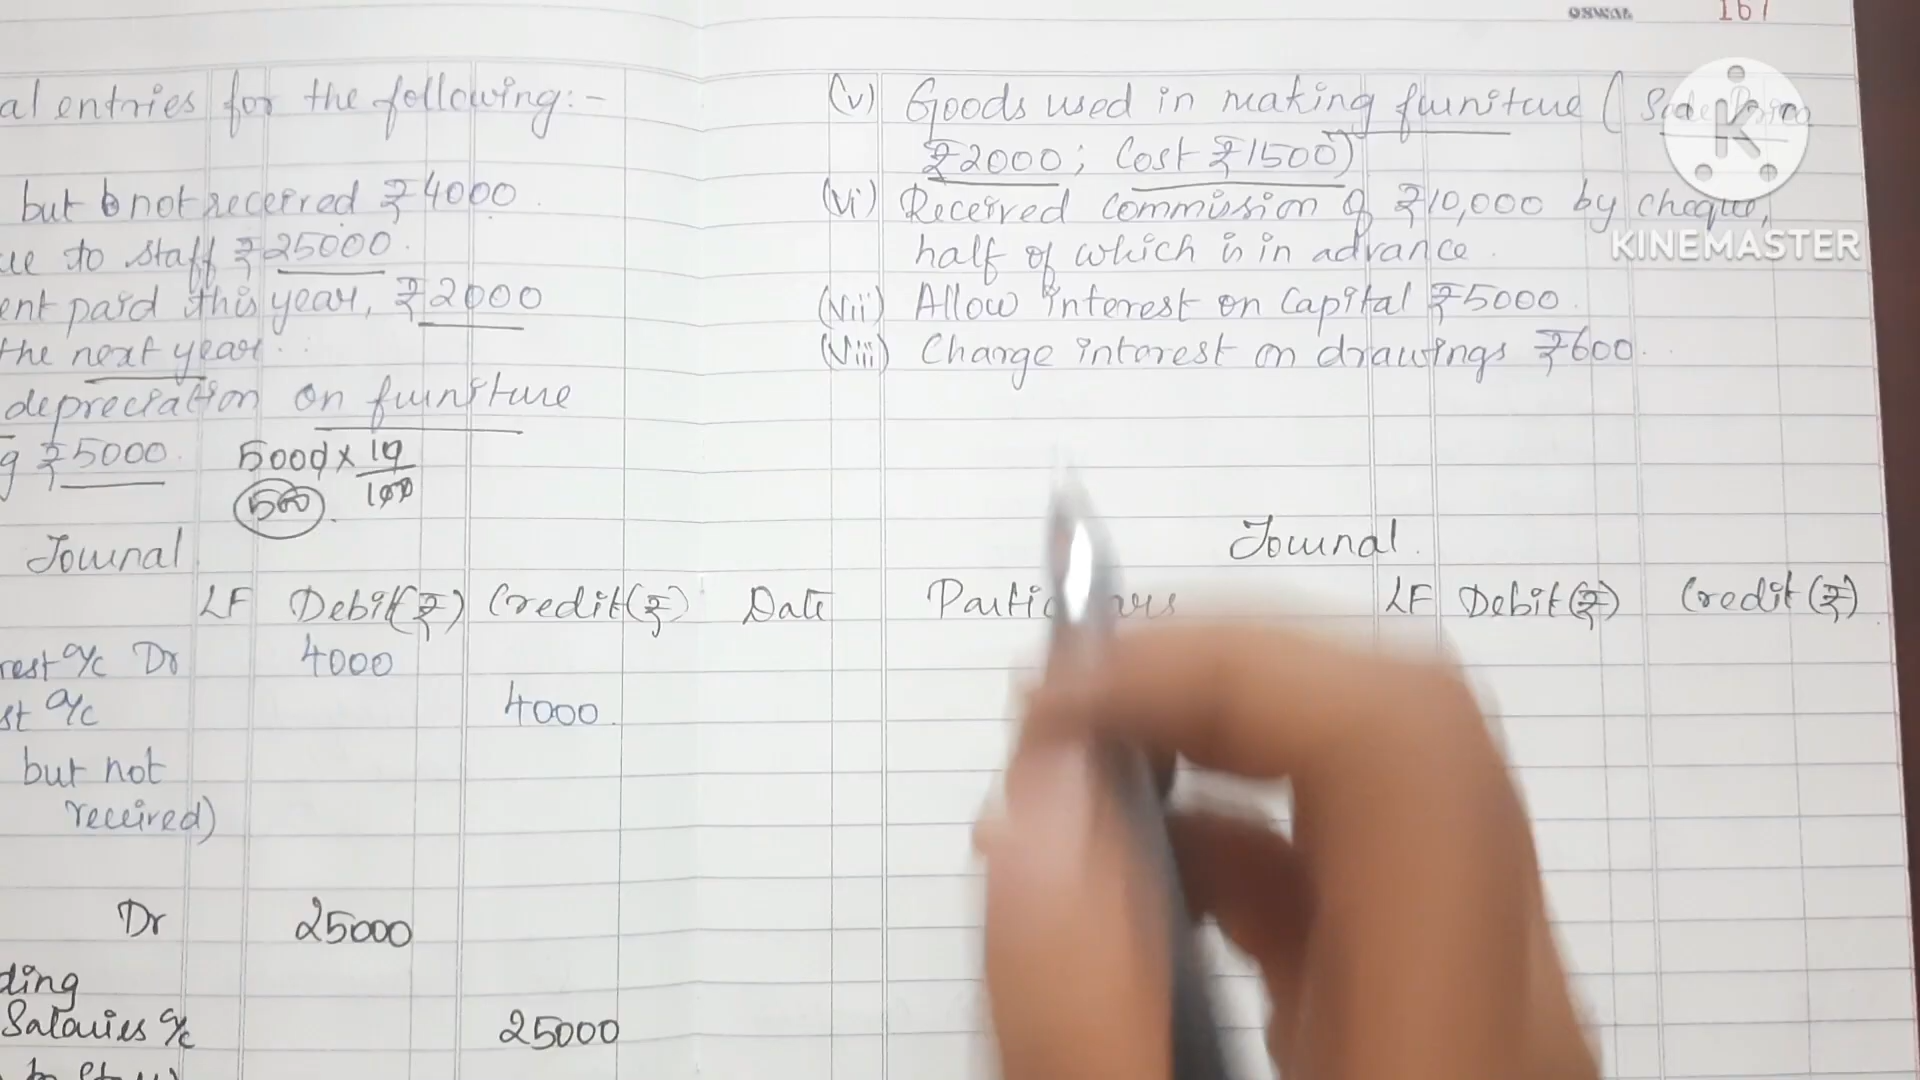 OSWAL 167
al entries for the following:-
but not received ₹4000.
ue to staff ₹25000.
ent paid this year, ₹2000
the next year.
depreciation on furniture
g ₹5000. 5000 x 10/100
500.
Journal
LF Debit(₹) Credit(₹)
rest a/c Dr 4000
st a/c 4000.
but not
received)
Dr 25000
ding
Salaries a/c 25000
(v) Goods used in making furniture (
₹2000; Cost ₹1500)
(vi) Received commission of ₹10,000 by cheque,
half of which is in advance.
(vii) Allow interest on Capital ₹5000.
(viii) Charge interest on drawings ₹600.
Journal.
Date LF Debit(₹) Credit(₹)
KINEMASTER